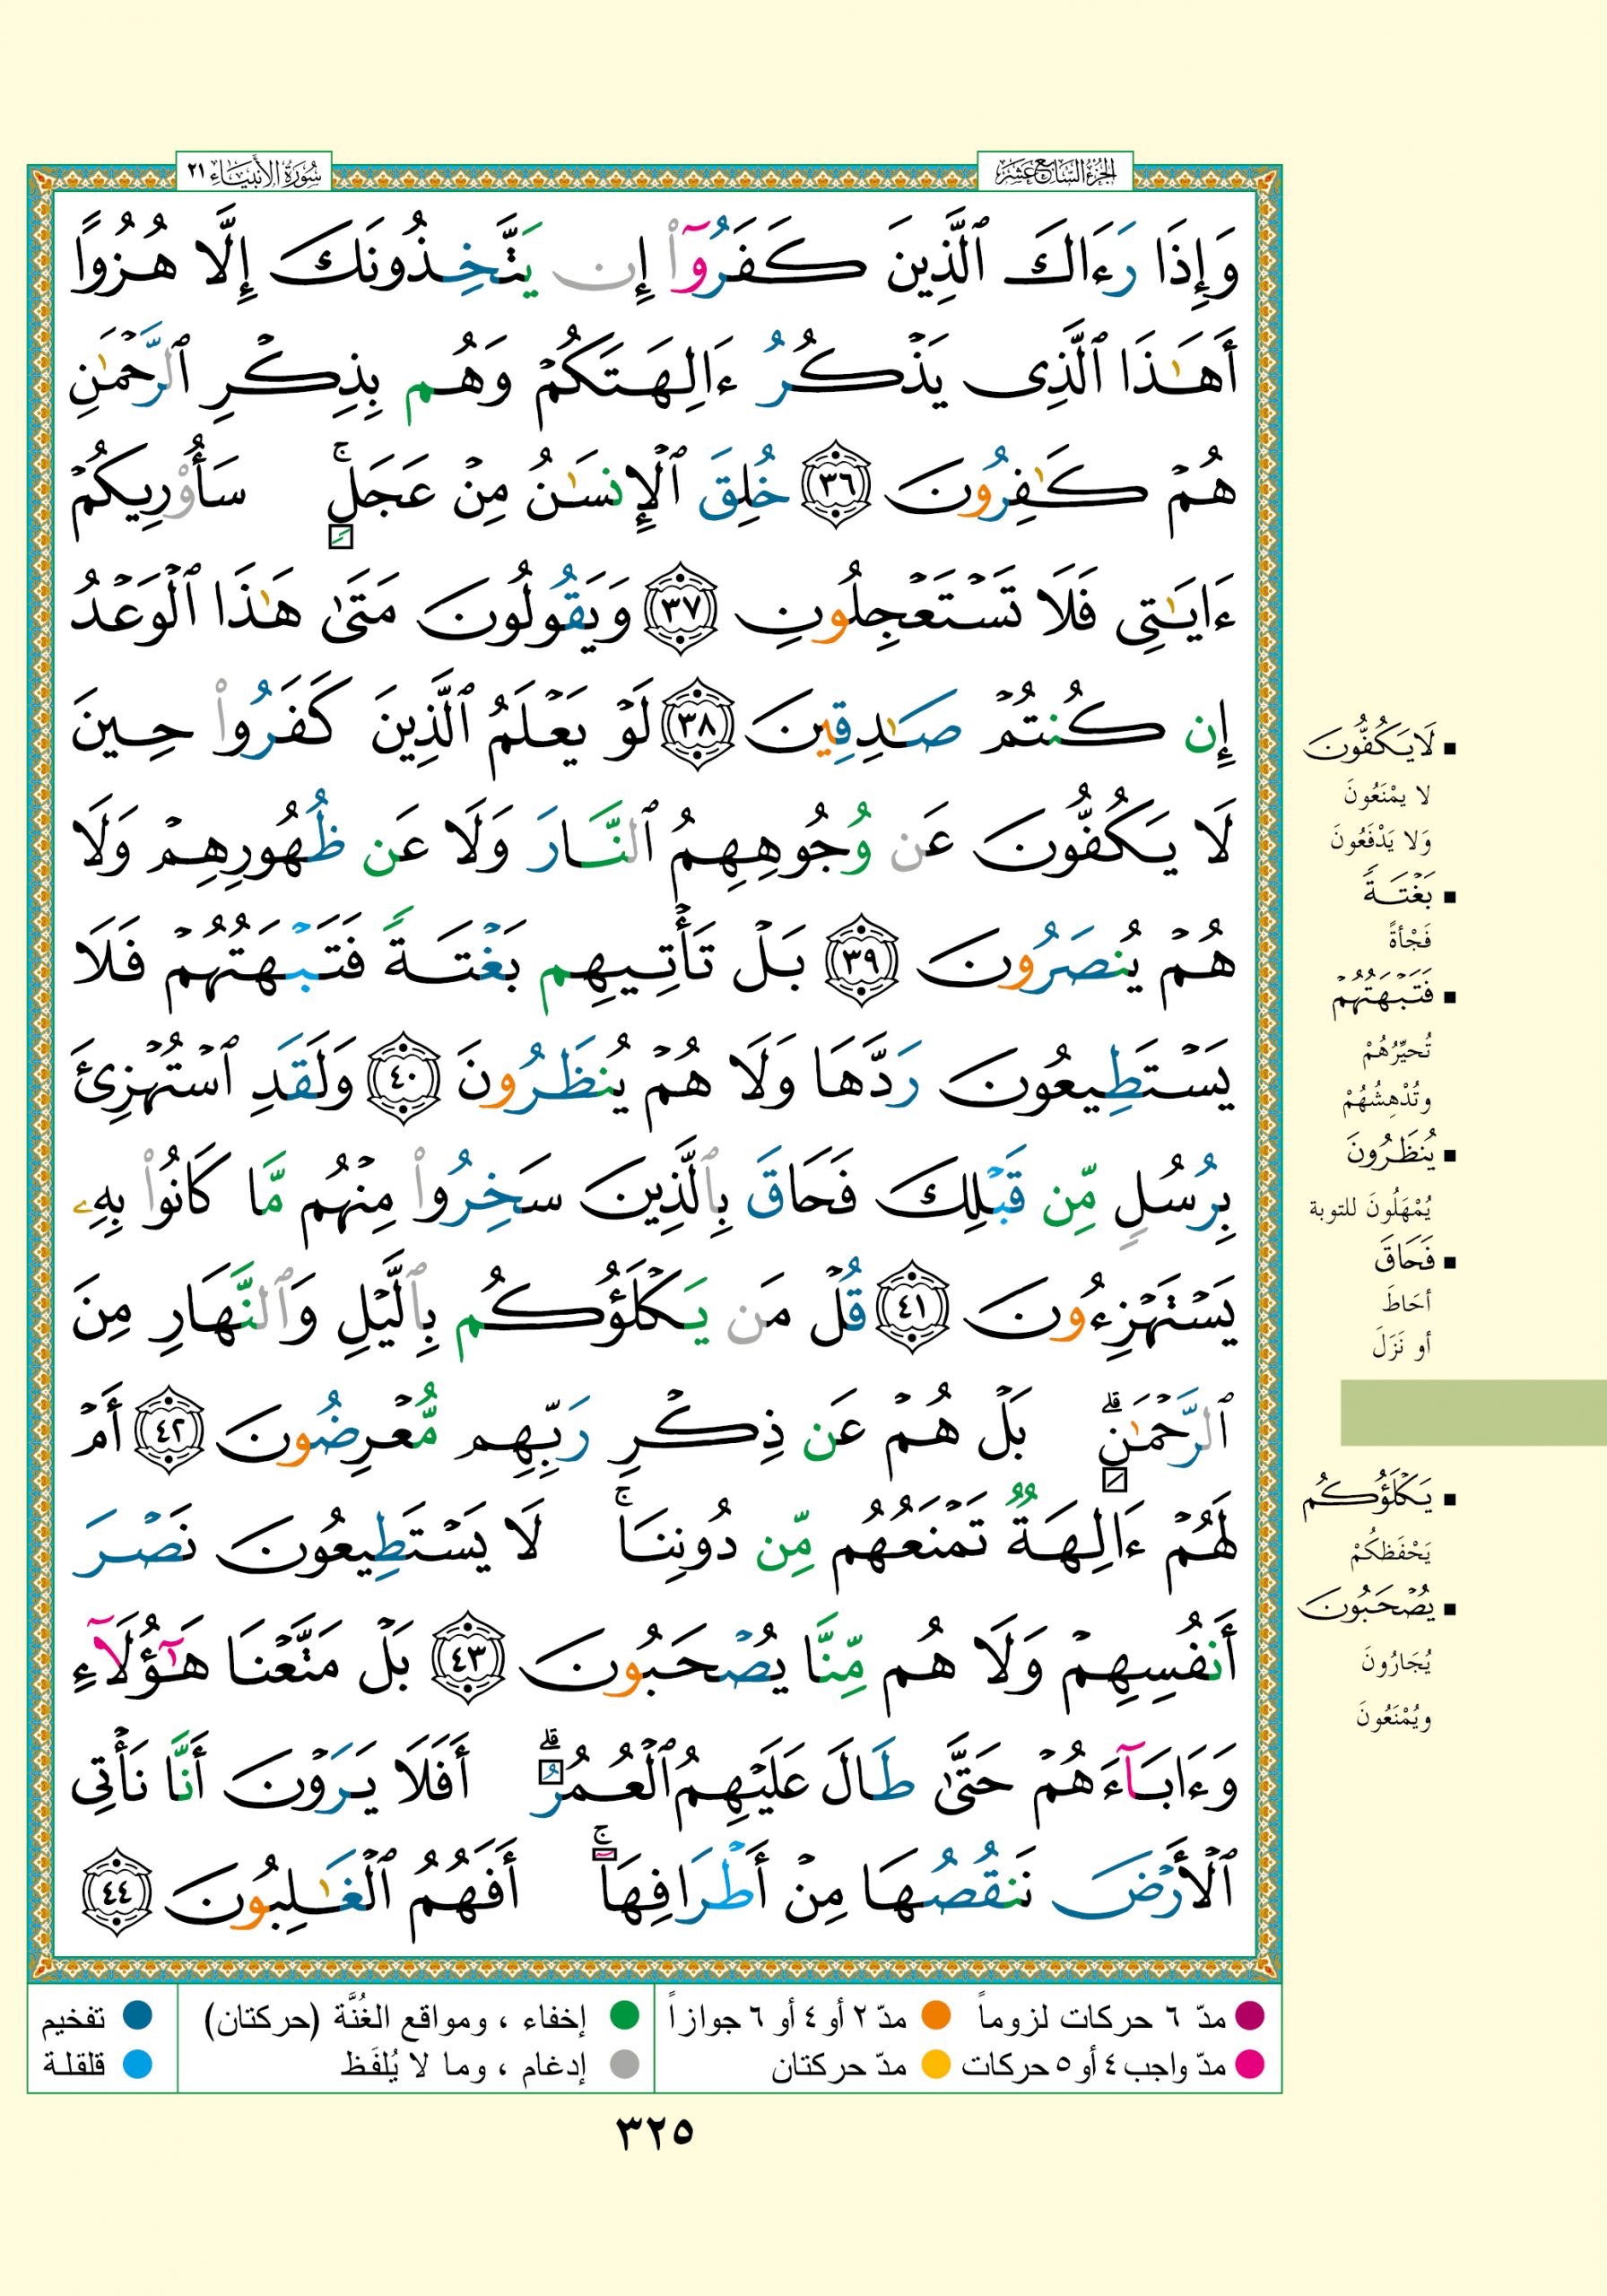 الجزء السابع عشر
سورة الأنبياء ٢١
وَإِذَا رَءَاكَ ٱلَّذِينَ كَفَرُوٓا۟ إِن يَتَّخِذُونَكَ إِلَّا هُزُوًا
أَهَـٰذَا ٱلَّذِى يَذْكُرُ ءَالِهَتَكُمْ وَهُم بِذِكْرِ ٱلرَّحْمَـٰنِ
هُمْ كَـٰفِرُونَ ٣٦ خُلِقَ ٱلْإِنسَـٰنُ مِنْ عَجَلٍۚ سَأُو۟رِيكُمْ
ءَايَـٰتِى فَلَا تَسْتَعْجِلُونِ ٣٧ وَيَقُولُونَ مَتَىٰ هَـٰذَا ٱلْوَعْدُ
إِن كُنتُمْ صَـٰدِقِينَ ٣٨ لَوْ يَعْلَمُ ٱلَّذِينَ كَفَرُوا۟ حِينَ
لَا يَكُفُّونَ عَن وُجُوهِهِمُ ٱلنَّارَ وَلَا عَن ظُهُورِهِمْ وَلَا
هُمْ يُنصَرُونَ ٣٩ بَلْ تَأْتِيهِم بَغْتَةً فَتَبْهَتُهُمْ فَلَا
يَسْتَطِيعُونَ رَدَّهَا وَلَا هُمْ يُنظَرُونَ ٤٠ وَلَقَدِ ٱسْتُهْزِئَ
بِرُسُلٍ مِّن قَبْلِكَ فَحَاقَ بِٱلَّذِينَ سَخِرُوا۟ مِنْهُم مَّا كَانُوا۟ بِهِۦ
يَسْتَهْزِءُونَ ٤١ قُلْ مَن يَكْلَؤُكُم بِٱلَّيْلِ وَٱلنَّهَارِ مِنَ
ٱلرَّحْمَـٰنِۗ بَلْ هُمْ عَن ذِكْرِ رَبِّهِم مُّعْرِضُونَ ٤٢ أَمْ
لَهُمْ ءَالِهَةٌ تَمْنَعُهُم مِّن دُونِنَاۚ لَا يَسْتَطِيعُونَ نَصْرَ
أَنفُسِهِمْ وَلَا هُم مِّنَّا يُصْحَبُونَ ٤٣ بَلْ مَتَّعْنَا هَـٰٓؤُلَآءِ
وَءَابَآءَهُمْ حَتَّىٰ طَالَ عَلَيْهِمُ ٱلْعُمُرُۗ أَفَلَا يَرَوْنَ أَنَّا نَأْتِى
ٱلْأَرْضَ نَنقُصُهَا مِنْ أَطْرَافِهَآۚ أَفَهُمُ ٱلْغَـٰلِبُونَ ٤٤
لَا يَكُفُّونَ
لا يمْنَعُونَ
وَلا يَدْفَعُونَ
بَغْتَةً
فَجْأةً
فَتَبْهَتُهُمْ
تُحيِّرُهُمْ
وتُدْهِشُهُمْ
يُنظَرُونَ
يُمْهَلُونَ للتوبة
فَحَاقَ
أحَاطَ
أو نَزَلَ
يَكْلَؤُكُم
يَحْفَظكُمْ
يُصْحَبُونَ
يُجَارُونَ
ويُمْنَعُونَ
مدّ ٦ حركات لزوماً مدّ ٢ أو ٤ أو ٦ جوازاً إخفاء ، ومواقع الغُنَّة (حركتان) تفخيم
مدّ واجب ٤ أو ٥ حركات مدّ حركتان إدغام ، وما لا يُلفَظ قلقلة
٣٢٥